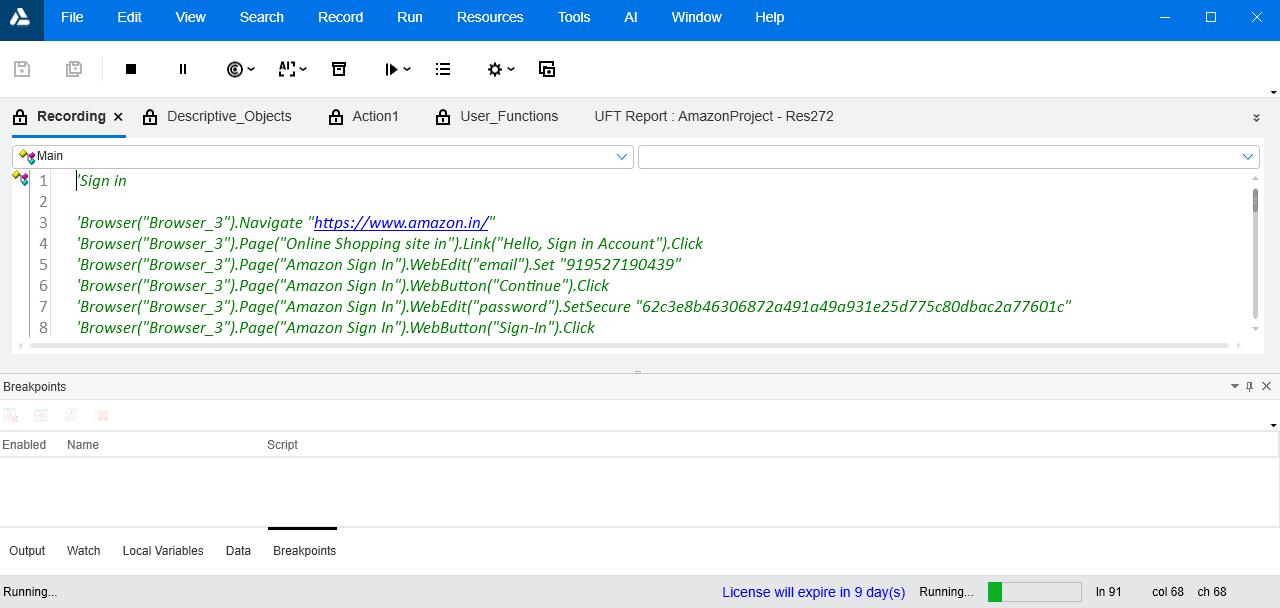 File Edit View Search Record Run Resources Tools AI Window Help
Recording Descriptive_Objects Action1 User_Functions UFT Report : AmazonProject - Res272
Main
1 'Sign in
2
3 'Browser("Browser_3").Navigate "https://www.amazon.in/"
4 'Browser("Browser_3").Page("Online Shopping site in").Link("Hello, Sign in Account").Click
5 'Browser("Browser_3").Page("Amazon Sign In").WebEdit("email").Set "919527190439"
6 'Browser("Browser_3").Page("Amazon Sign In").WebButton("Continue").Click
7 'Browser("Browser_3").Page("Amazon Sign In").WebEdit("password").SetSecure "62c3e8b46306872a491a49a931e25d775c80dbac2a77601c"
8 'Browser("Browser_3").Page("Amazon Sign In").WebButton("Sign-In").Click
Breakpoints
Enabled Name Script
Output Watch Local Variables Data Breakpoints
Running... License will expire in 9 day(s) Running... ln 91 col 68 ch 68